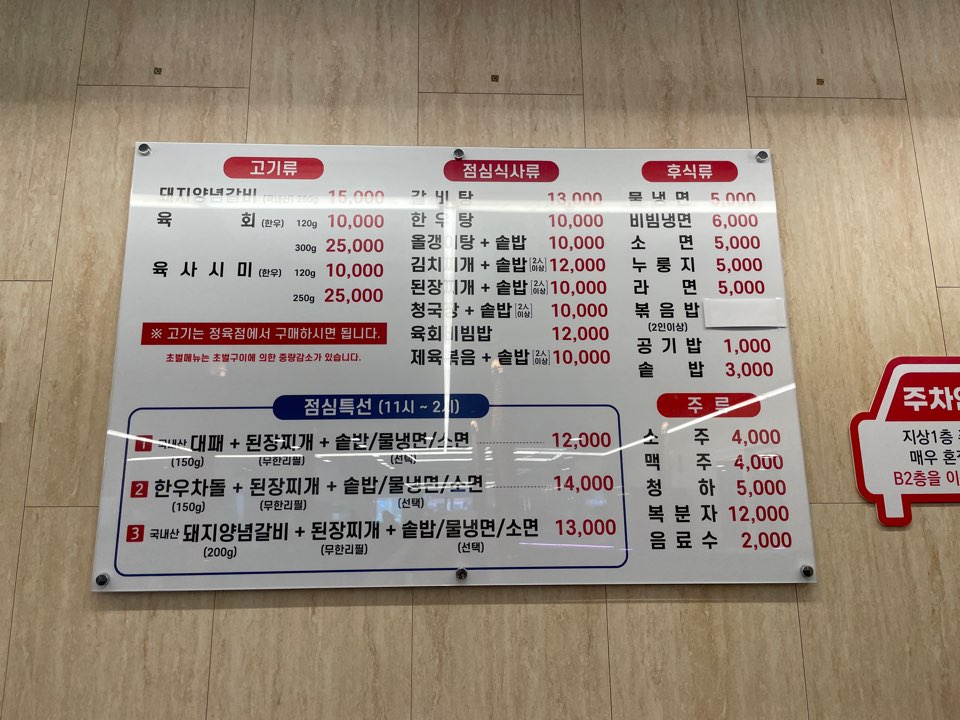 고기류
돼지양념갈비 (국내산) 250g 15,000
육 회 (한우) 120g 10,000
300g 25,000
육 사 시 미 (한우) 120g 10,000
250g 25,000
※ 고기는 정육점에서 구매하시면 됩니다.
초벌메뉴는 초벌구이에 의한 중량감소가 있습니다.
점심식사류
갈 비 탕 13,000
한 우 탕 10,000
올갱이탕 + 솥밥 10,000
김치찌개 + 솥밥 [2人 이상] 12,000
된장찌개 + 솥밥 [2人 이상] 10,000
청국장 + 솥밥 [2人 이상] 10,000
육회비빔밥 12,000
제육볶음 + 솥밥 [2人 이상] 10,000
후식류
물 냉 면 5,000
비빔냉면 6,000
소 면 5,000
누 룽 지 5,000
라 면 5,000
볶 음 밥
(2인이상)
공 기 밥 1,000
솥 밥 3,000
점심특선 (11시 ~ 2시)
1 국내산 대패 + 된장찌개 + 솥밥/물냉면/소면 12,000
(150g) (무한리필) (선택)
2 한우차돌 + 된장찌개 + 솥밥/물냉면/소면 14,000
(150g) (무한리필) (선택)
3 국내산 돼지양념갈비 + 된장찌개 + 솥밥/물냉면/소면 13,000
(200g) (무한리필) (선택)
주 류
소 주 4,000
맥 주 4,000
청 하 5,000
복 분 자 12,000
음 료 수 2,000
지상1층
매우 혼
B2층을 이